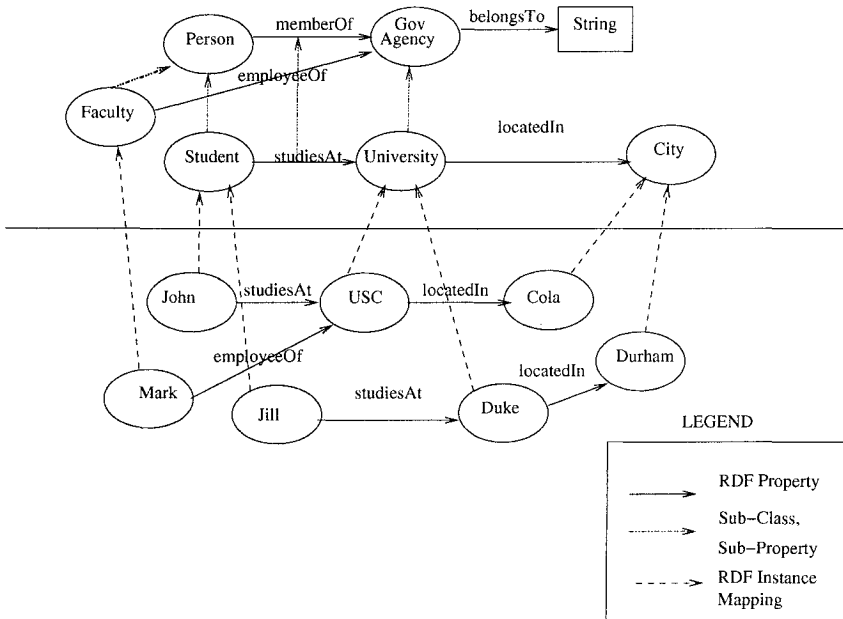 Person
memberOf
Gov
Agency
belongsTo
String
employeeOf
Faculty
Student
studiesAt
University
locatedIn
City
John
studiesAt
USC
locatedIn
Cola
employeeOf
Mark
Jill
studiesAt
Duke
locatedIn
Durham
LEGEND
RDF Property
Sub-Class,
Sub-Property
RDF Instance
Mapping